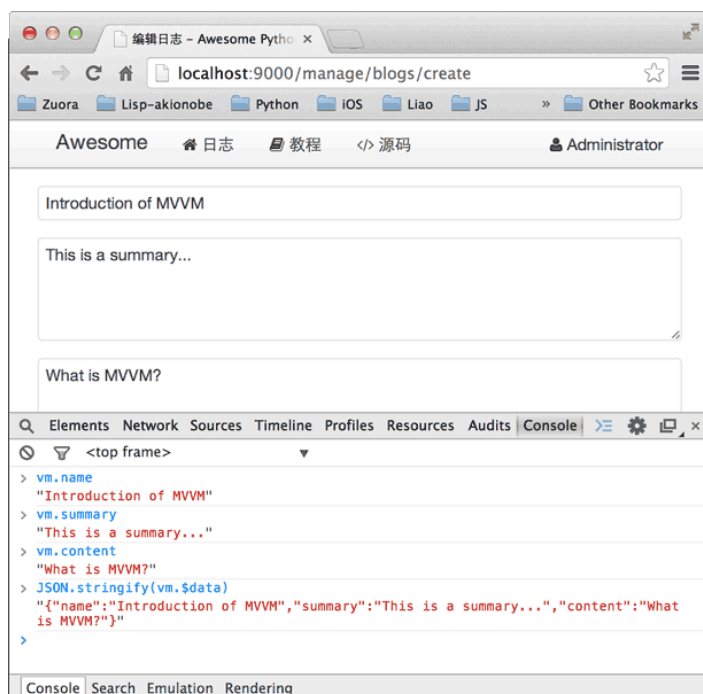 编辑日志 – Awesome Pytho
localhost:9000/manage/blogs/create
Zuora Lisp-akionobe Python iOS Liao JS » Other Bookmarks
Awesome 日志 教程 </> 源码 Administrator
Introduction of MVVM
This is a summary...
What is MVVM?
Elements Network Sources Timeline Profiles Resources Audits Console
<top frame>
> vm.name
"Introduction of MVVM"
> vm.summary
"This is a summary..."
> vm.content
"What is MVVM?"
> JSON.stringify(vm.$data)
"{"name":"Introduction of MVVM","summary":"This is a summary...","content":"What
is MVVM?"}"
>
Console Search Emulation Rendering